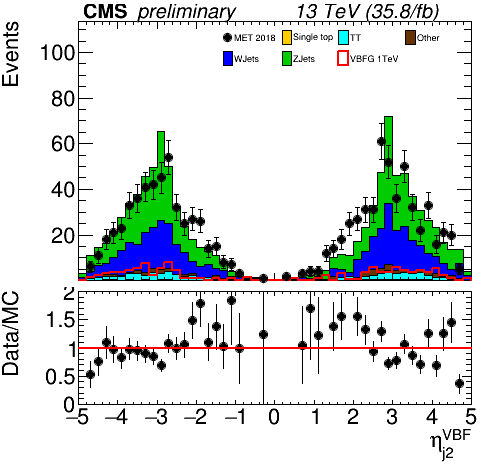 CMS preliminary 13 TeV (35.8/fb)
MET 2018 Single top TT Other
WJets ZJets VBFG 1TeV
Events
100
80
60
40
20
Data/MC
2
1.5
1
0.5
0
−5 −4 −3 −2 −1 0 1 2 3 4 5
η_{j2}^{VBF}